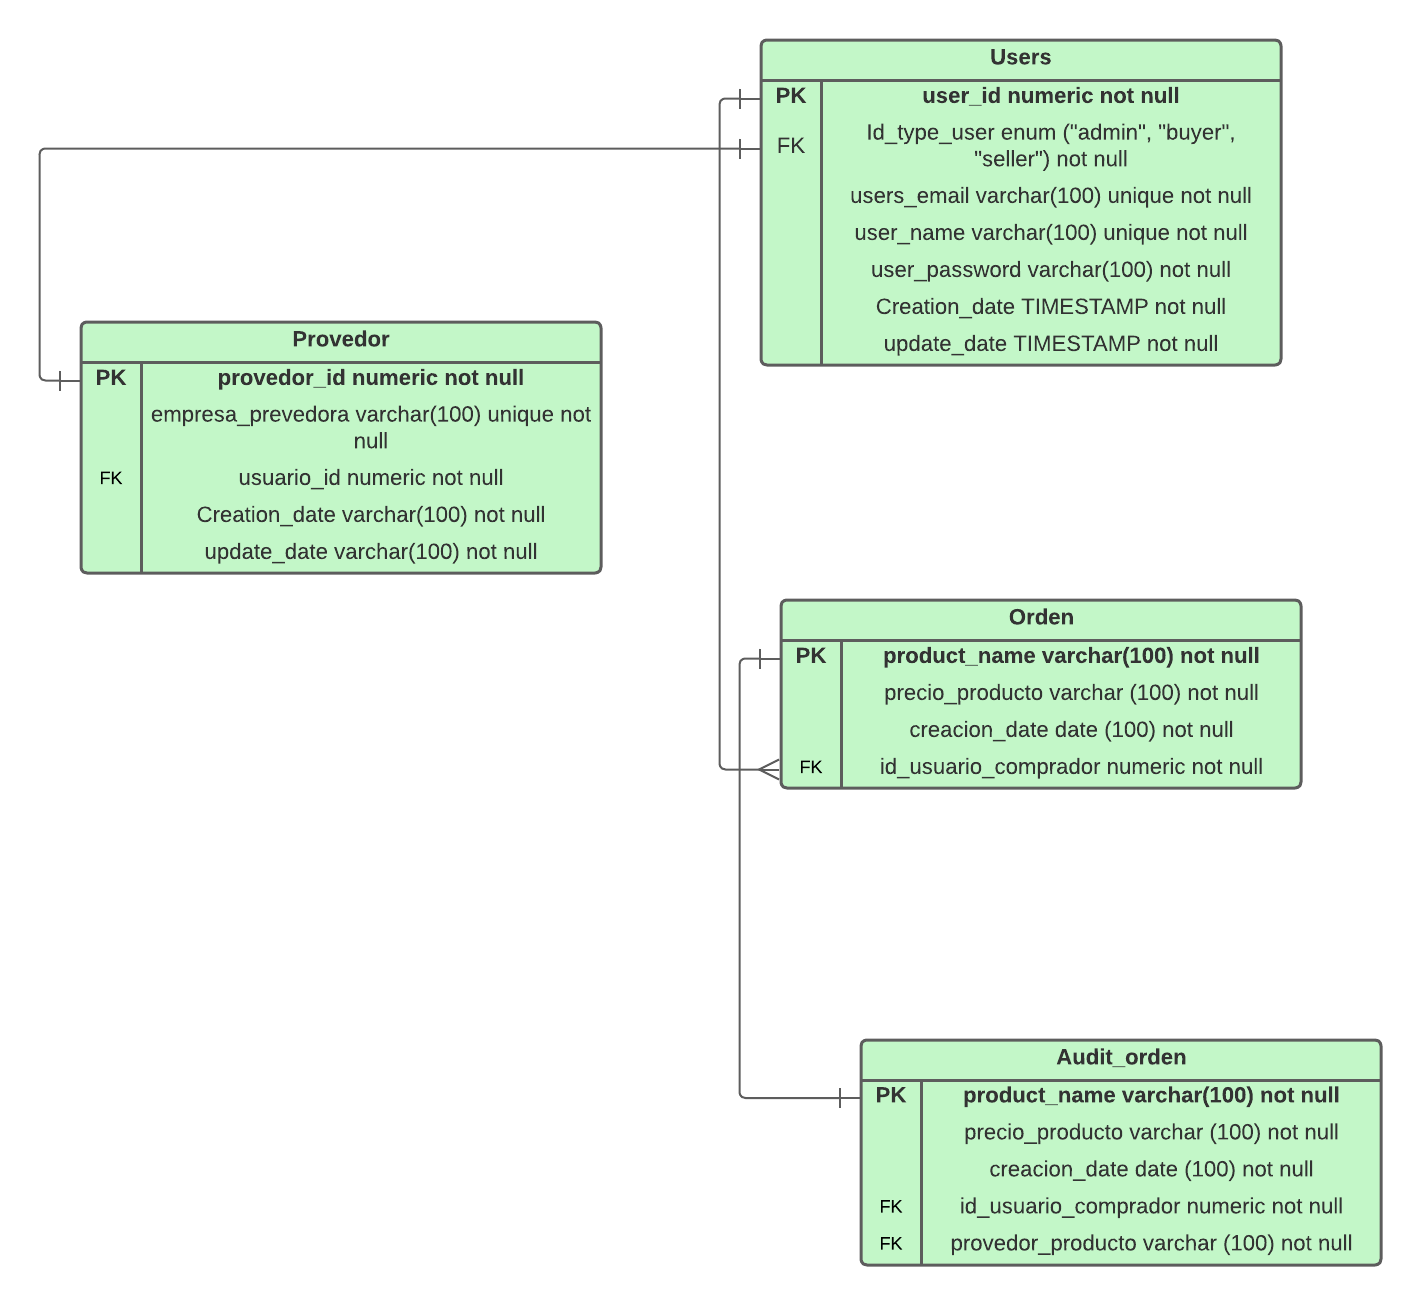 Users
PK user_id numeric not null
FK Id_type_user enum ("admin", "buyer",
"seller") not null
users_email varchar(100) unique not null
user_name varchar(100) unique not null
user_password varchar(100) not null
Creation_date TIMESTAMP not null
update_date TIMESTAMP not null
Provedor
PK provedor_id numeric not null
empresa_prevedora varchar(100) unique not
null
FK usuario_id numeric not null
Creation_date varchar(100) not null
update_date varchar(100) not null
Orden
PK product_name varchar(100) not null
precio_producto varchar (100) not null
creacion_date date (100) not null
FK id_usuario_comprador numeric not null
Audit_orden
PK product_name varchar(100) not null
precio_producto varchar (100) not null
creacion_date date (100) not null
FK id_usuario_comprador numeric not null
FK provedor_producto varchar (100) not null